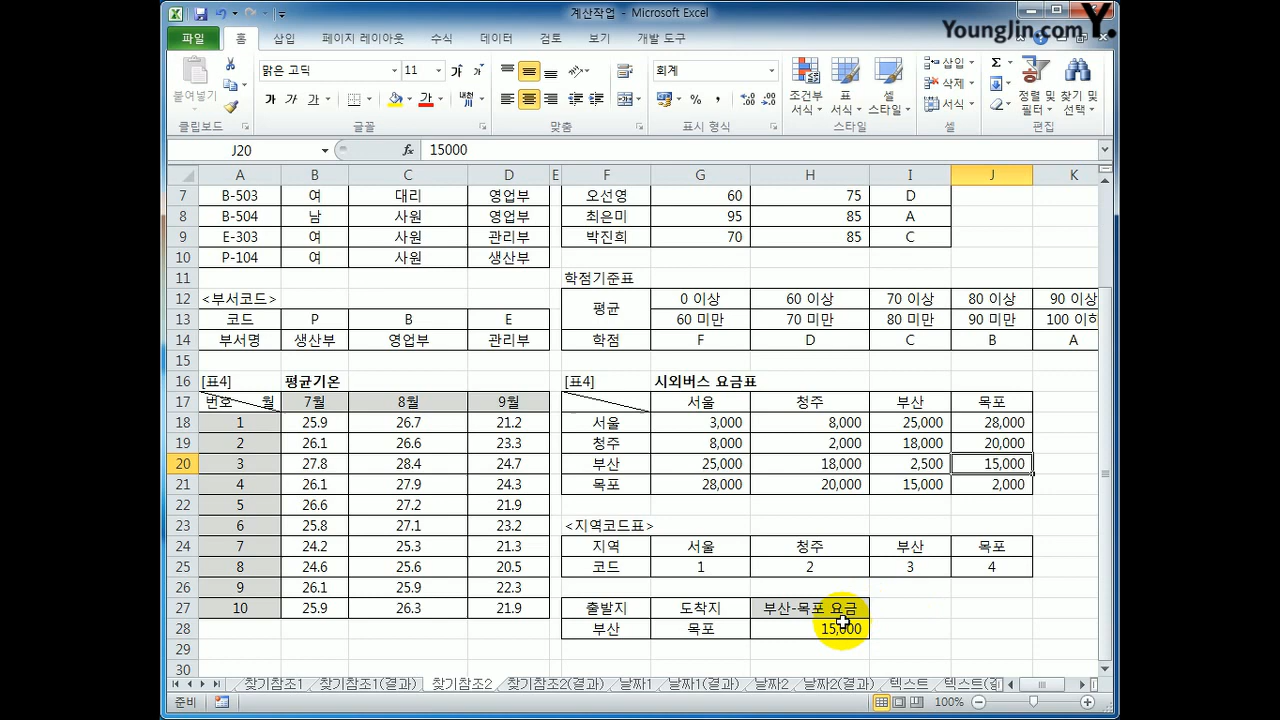 계산작업 - Microsoft Excel
YoungJin.com Y.
파일 홈 삽입 페이지 레이아웃 수식 데이터 검토 보기 개발 도구
붙여넣기 맑은 고딕 11 가 가 회계 조건부 서식 표 서식 셀 스타일 삽입 삭제 서식 정렬 및 필터 찾기 및 선택
가 가 가 가 내천 % ,
클립보드 글꼴 맞춤 표시 형식 스타일 셀 편집
J20 fx 15000
A B C D E F G H I J K
7 B-503 여 대리 영업부 오선영 60 75 D
8 B-504 남 사원 영업부 최은미 95 85 A
9 E-303 여 사원 관리부 박진희 70 85 C
10 P-104 여 사원 생산부
11 학점기준표
12 <부서코드> 평균 0 이상 60 이상 70 이상 80 이상 90 이상
13 코드 P B E 60 미만 70 미만 80 미만 90 미만 100 이하
14 부서명 생산부 영업부 관리부 학점 F D C B A
15
16 [표4] 평균기온 [표4] 시외버스 요금표
17 번호 월 7월 8월 9월 서울 청주 부산 목포
18 1 25.9 26.7 21.2 서울 3,000 8,000 25,000 28,000
19 2 26.1 26.6 23.3 청주 8,000 2,000 18,000 20,000
20 3 27.8 28.4 24.7 부산 25,000 18,000 2,500 15,000
21 4 26.1 27.9 24.3 목포 28,000 20,000 15,000 2,000
22 5 26.6 27.2 21.9
23 6 25.8 27.1 23.2 <지역코드표>
24 7 24.2 25.3 21.3 지역 서울 청주 부산 목포
25 8 24.6 25.6 20.5 코드 1 2 3 4
26 9 26.1 25.9 22.3
27 10 25.9 26.3 21.9 출발지 도착지 부산-목포 요금
28 부산 목포 15,000
29
30
찾기참조1 찾기참조1(결과) 찾기참조2 찾기참조2(결과) 날짜1 날짜1(결과) 날짜2 날짜2(결과) 텍스트 텍스트(결
준비 100%